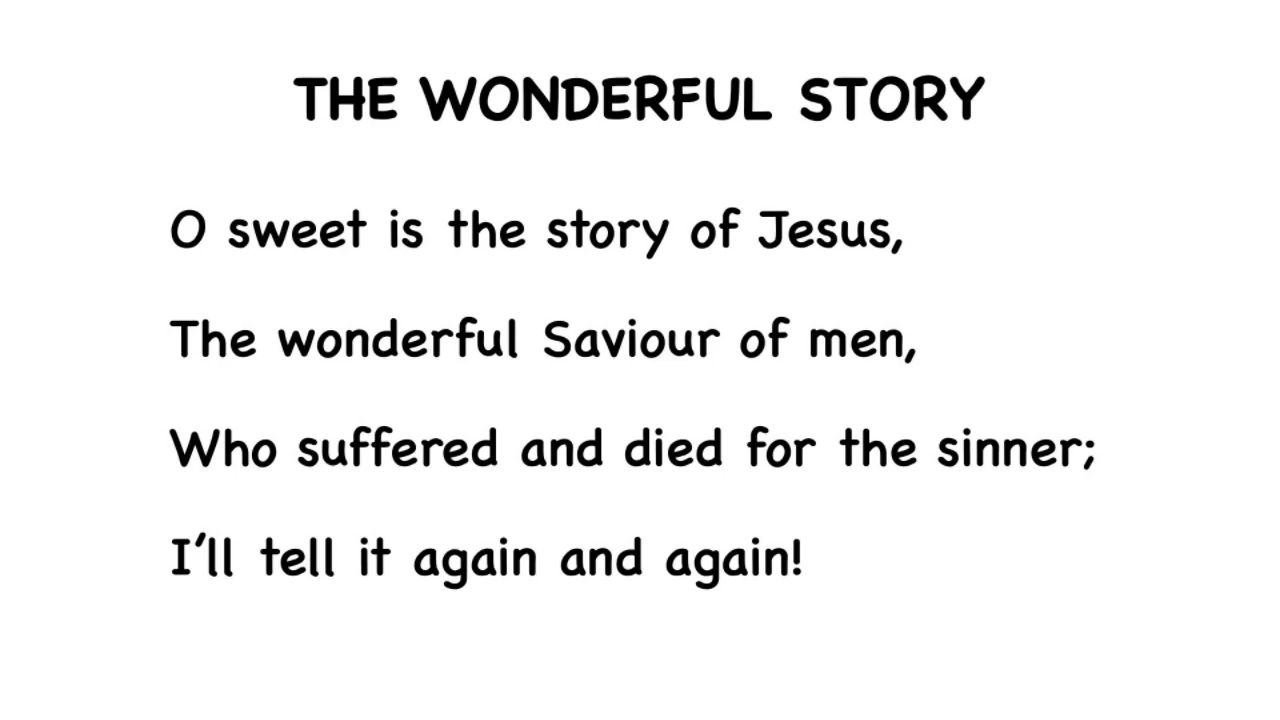 THE WONDERFUL STORY
O sweet is the story of Jesus,
The wonderful Saviour of men,
Who suffered and died for the sinner;
I’ll tell it again and again!